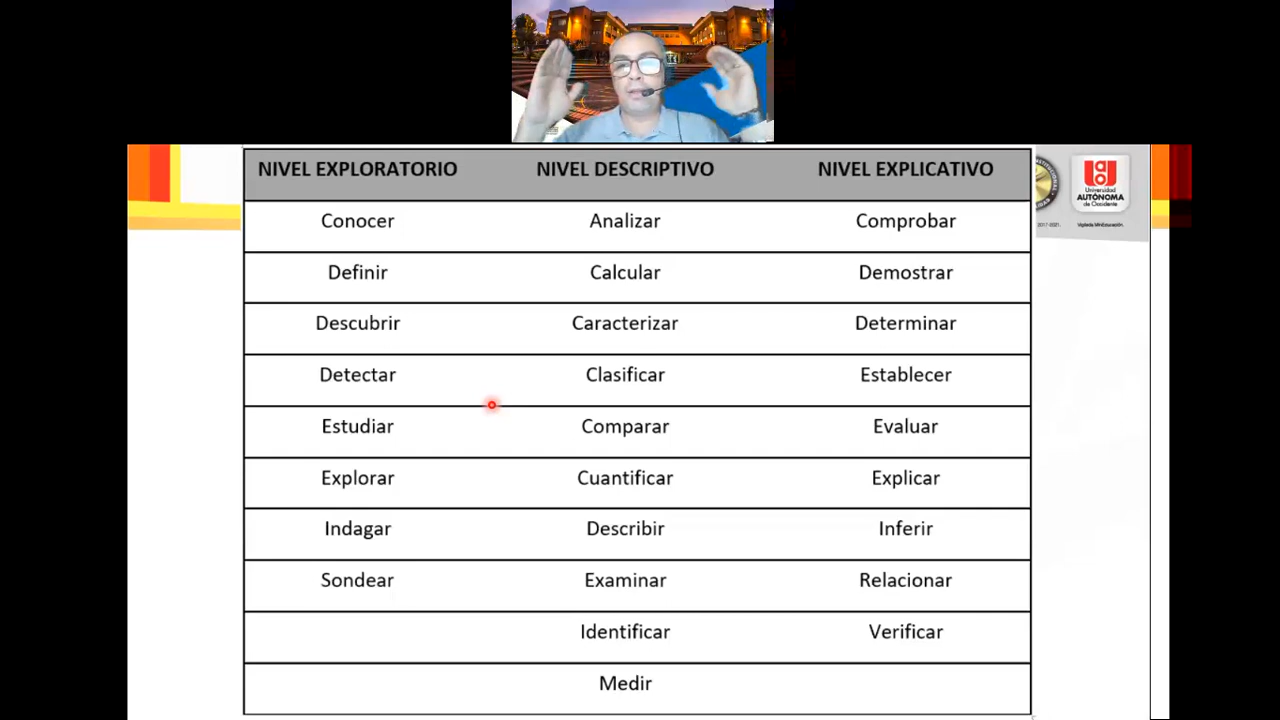 NIVEL EXPLORATORIO NIVEL DESCRIPTIVO NIVEL EXPLICATIVO
Conocer Analizar Comprobar
Definir Calcular Demostrar
Descubrir Caracterizar Determinar
Detectar Clasificar Establecer
Estudiar Comparar Evaluar
Explorar Cuantificar Explicar
Indagar Describir Inferir
Sondear Examinar Relacionar
Identificar Verificar
Medir
Universidad
AUTÓNOMA
de Occidente